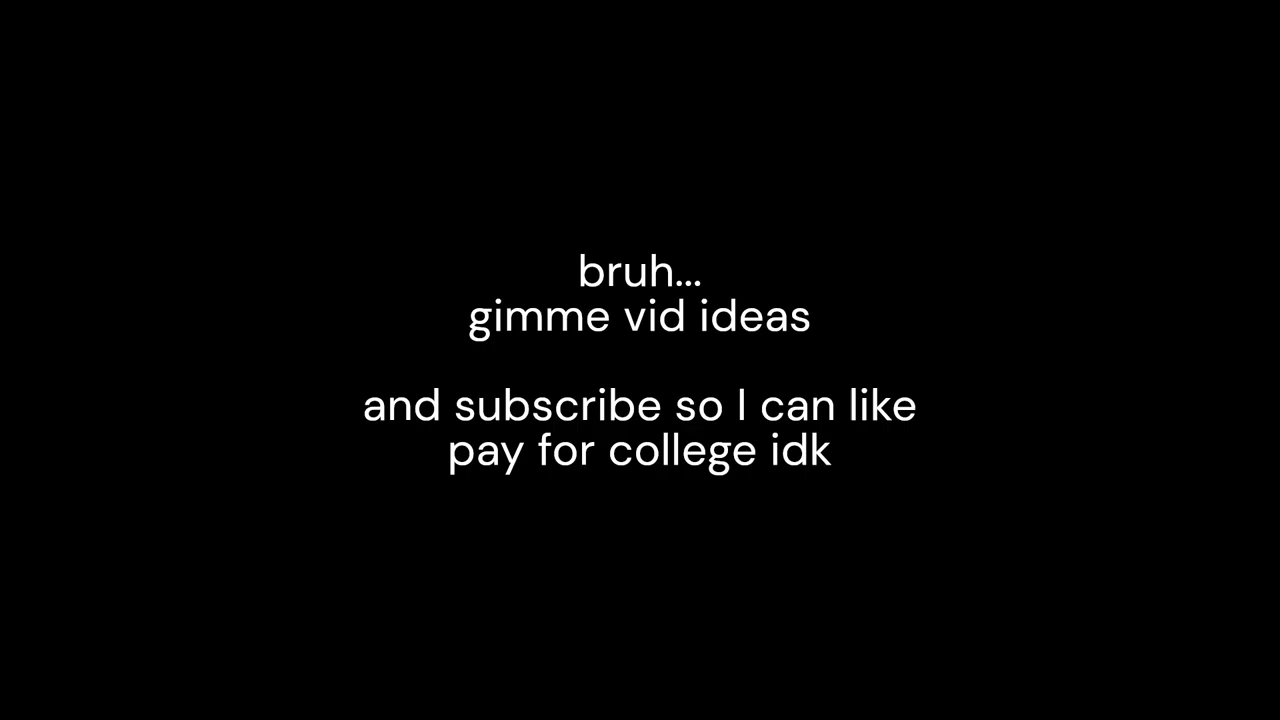 bruh...
gimme vid ideas
and subscribe so I can like
pay for college idk